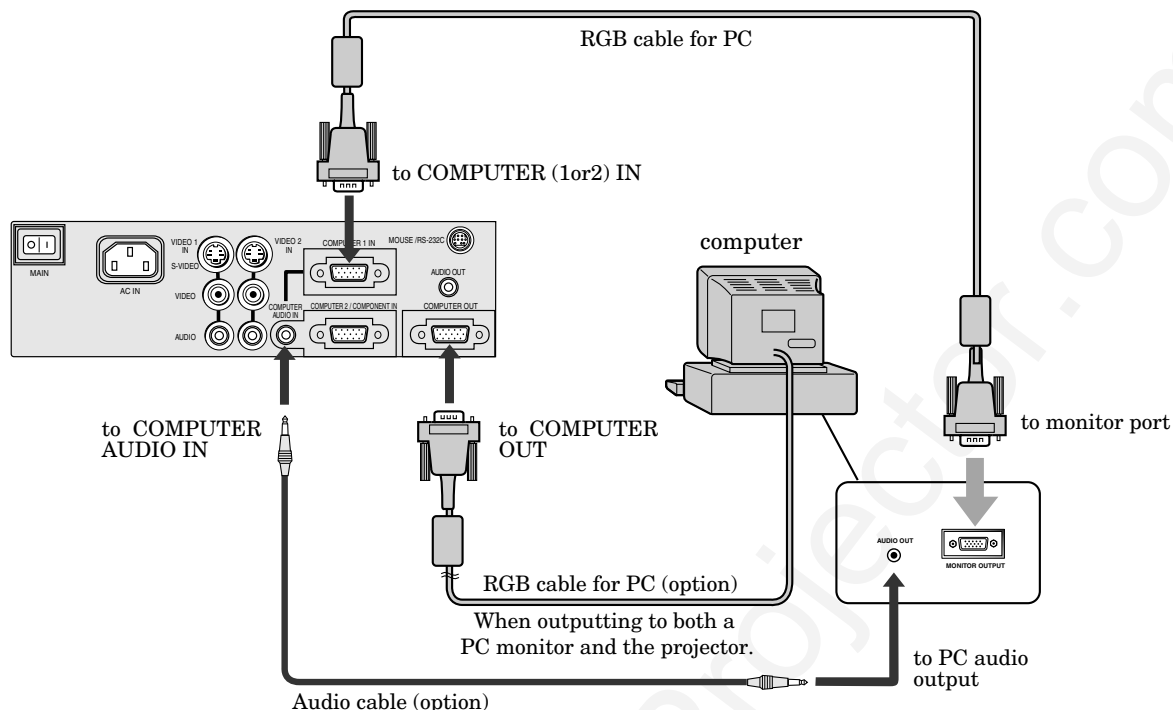 RGB cable for PC
to COMPUTER (1or2) IN
MAIN
AC IN
VIDEO 1
IN
VIDEO 2
IN
S-VIDEO
VIDEO
AUDIO
COMPUTER 1 IN
MOUSE /RS-232C
AUDIO OUT
COMPUTER
AUDIO IN
COMPUTER 2 / COMPONENT IN
COMPUTER OUT
computer
to monitor port
to COMPUTER
AUDIO IN
to COMPUTER
OUT
AUDIO OUT
MONITOR OUTPUT
RGB cable for PC (option)
When outputting to both a
PC monitor and the projector.
to PC audio
output
Audio cable (option)
Projector.com